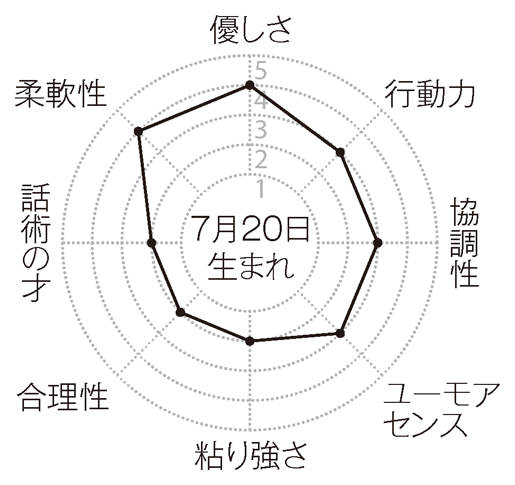 優しさ
行動力
協調性
ユーモア
センス
粘り強さ
合理性
話術の才
柔軟性
5
4
3
2
1
7月20日
生まれ